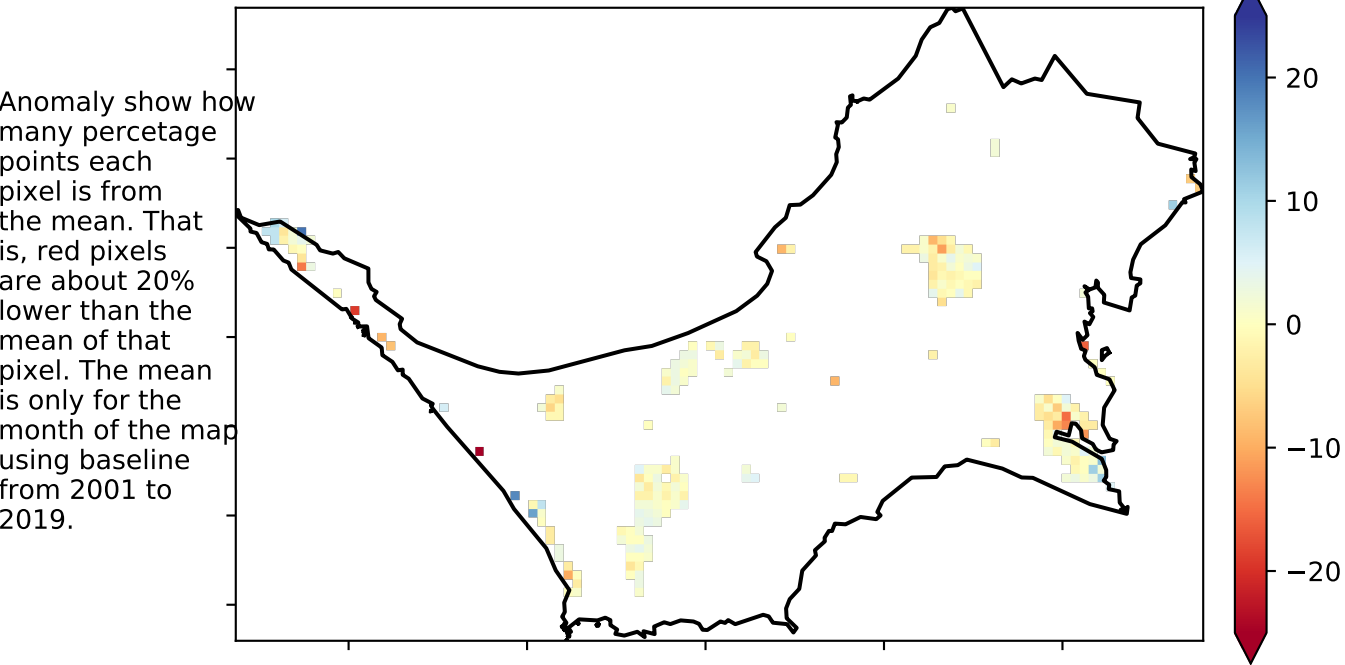 Anomaly show how
many percetage
points each
pixel is from
the mean. That
is, red pixels
are about 20%
lower than the
mean of that
pixel. The mean
is only for the
month of the map
using baseline
from 2001 to
2019.
20
10
0
−10
−20